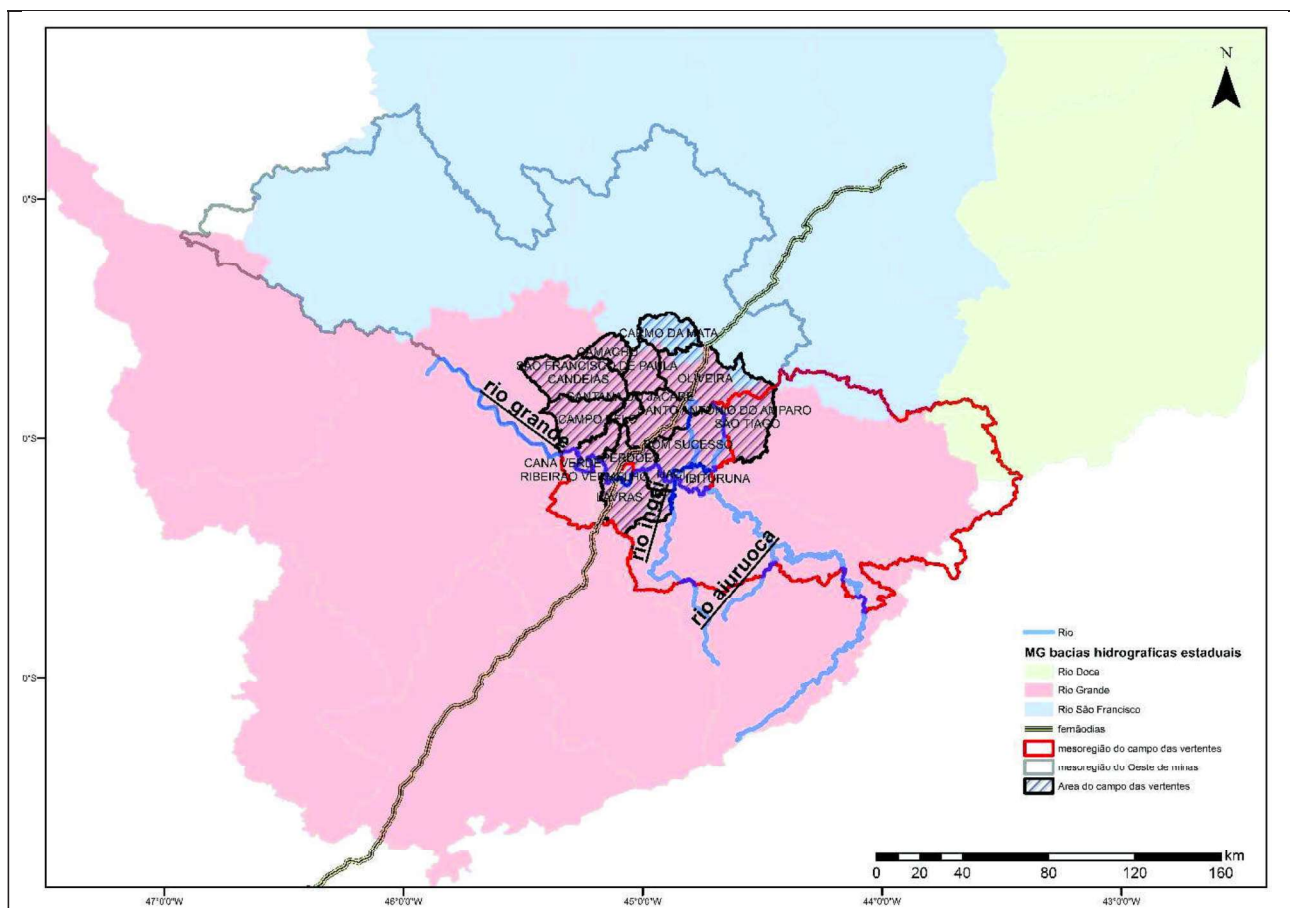 N
0°S
CARMO DA MATA
CAMACHO
SÃO FRANCISCO DE PAULA
OLIVEIRA
CANDEIAS
SANTANA DO JACARÉ
SANTO ANTÔNIO DO AMPARO
rio grande
CAMPO BELO
SÃO TIAGO
0°S
BOM SUCESSO
PERDÕES
CANA VERDE
RIBEIRÃO VERMELHO
IBITURUNA
LAVRAS
rio ingaí
rio aiuruoca
Rio
MG bacias hidrograficas estaduais
Rio Doce
Rio Grande
0°S
Rio São Francisco
fernãodias
mesoregião do campo das vertentes
mesoregião do Oeste de minas
Area do campo das vertentes
km
0 20 40 80 120 160
47°0'0"W 46°0'0"W 45°0'0"W 44°0'0"W 43°0'0"W